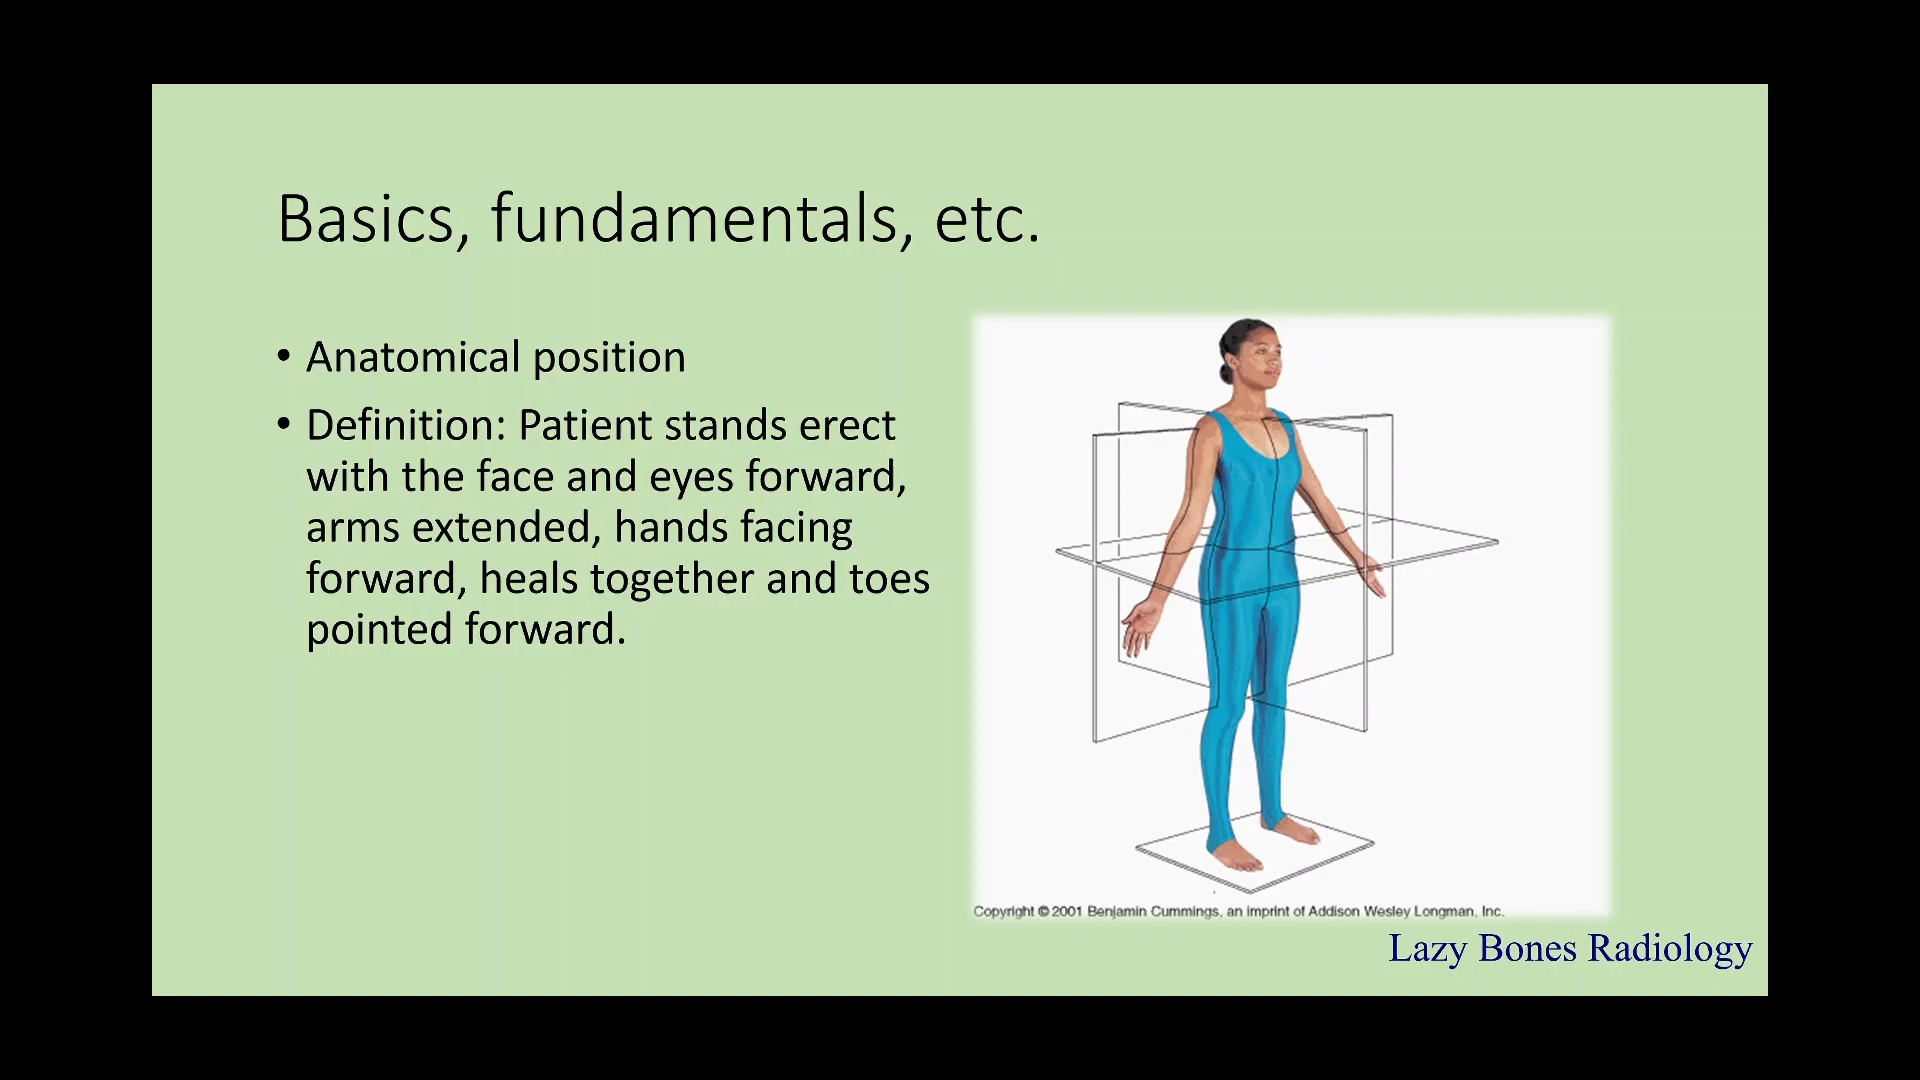 Basics, fundamentals, etc.
• Anatomical position
• Definition: Patient stands erect
with the face and eyes forward,
arms extended, hands facing
forward, heals together and toes
pointed forward.
Copyright © 2001 Benjamin Cummings, an imprint of Addison Wesley Longman, Inc.
Lazy Bones Radiology